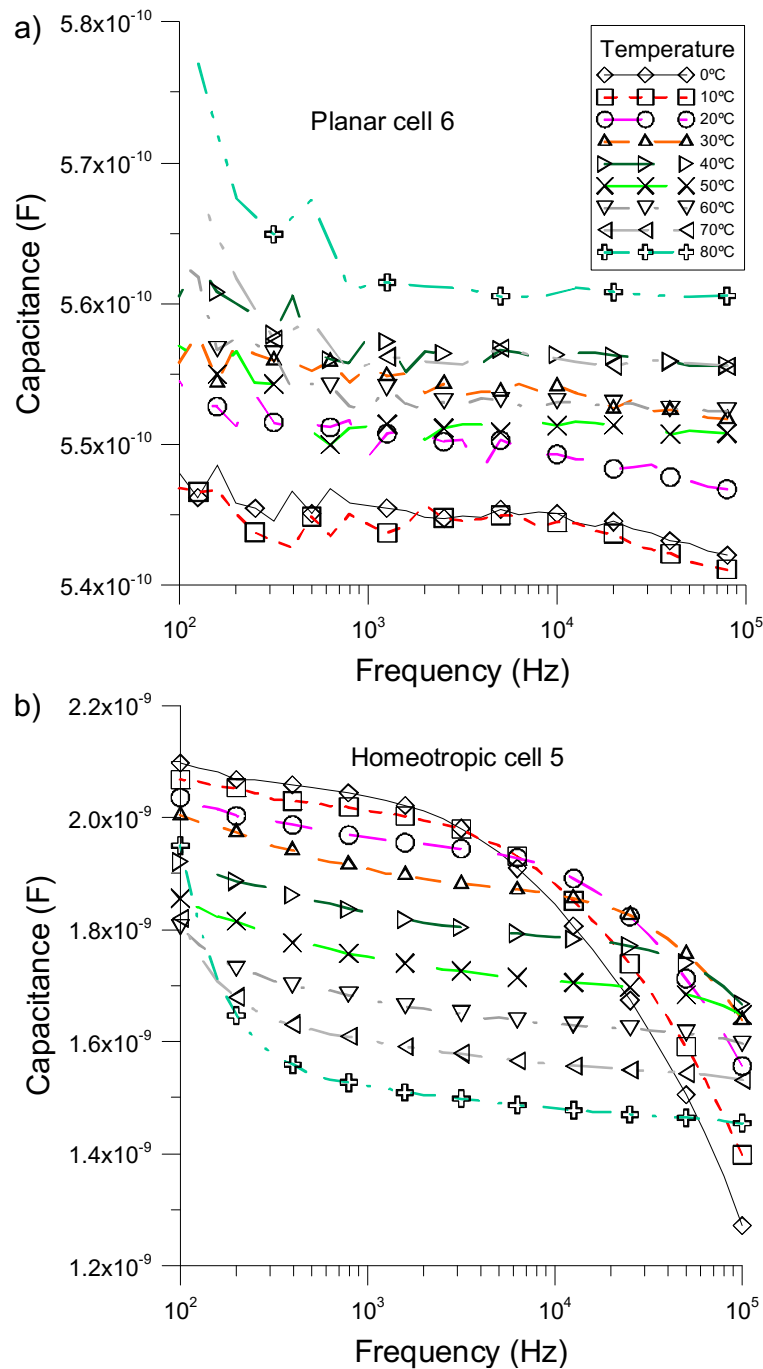 a)
5.8x10⁻¹⁰
5.7x10⁻¹⁰
5.6x10⁻¹⁰
5.5x10⁻¹⁰
5.4x10⁻¹⁰
Capacitance (F)
Planar cell 6
Temperature
0ºC
10ºC
20ºC
30ºC
40ºC
50ºC
60ºC
70ºC
80ºC
10² 10³ 10⁴ 10⁵
Frequency (Hz)
b)
2.2x10⁻⁹
2.0x10⁻⁹
1.8x10⁻⁹
1.6x10⁻⁹
1.4x10⁻⁹
1.2x10⁻⁹
Capacitance (F)
Homeotropic cell 5
10² 10³ 10⁴ 10⁵
Frequency (Hz)